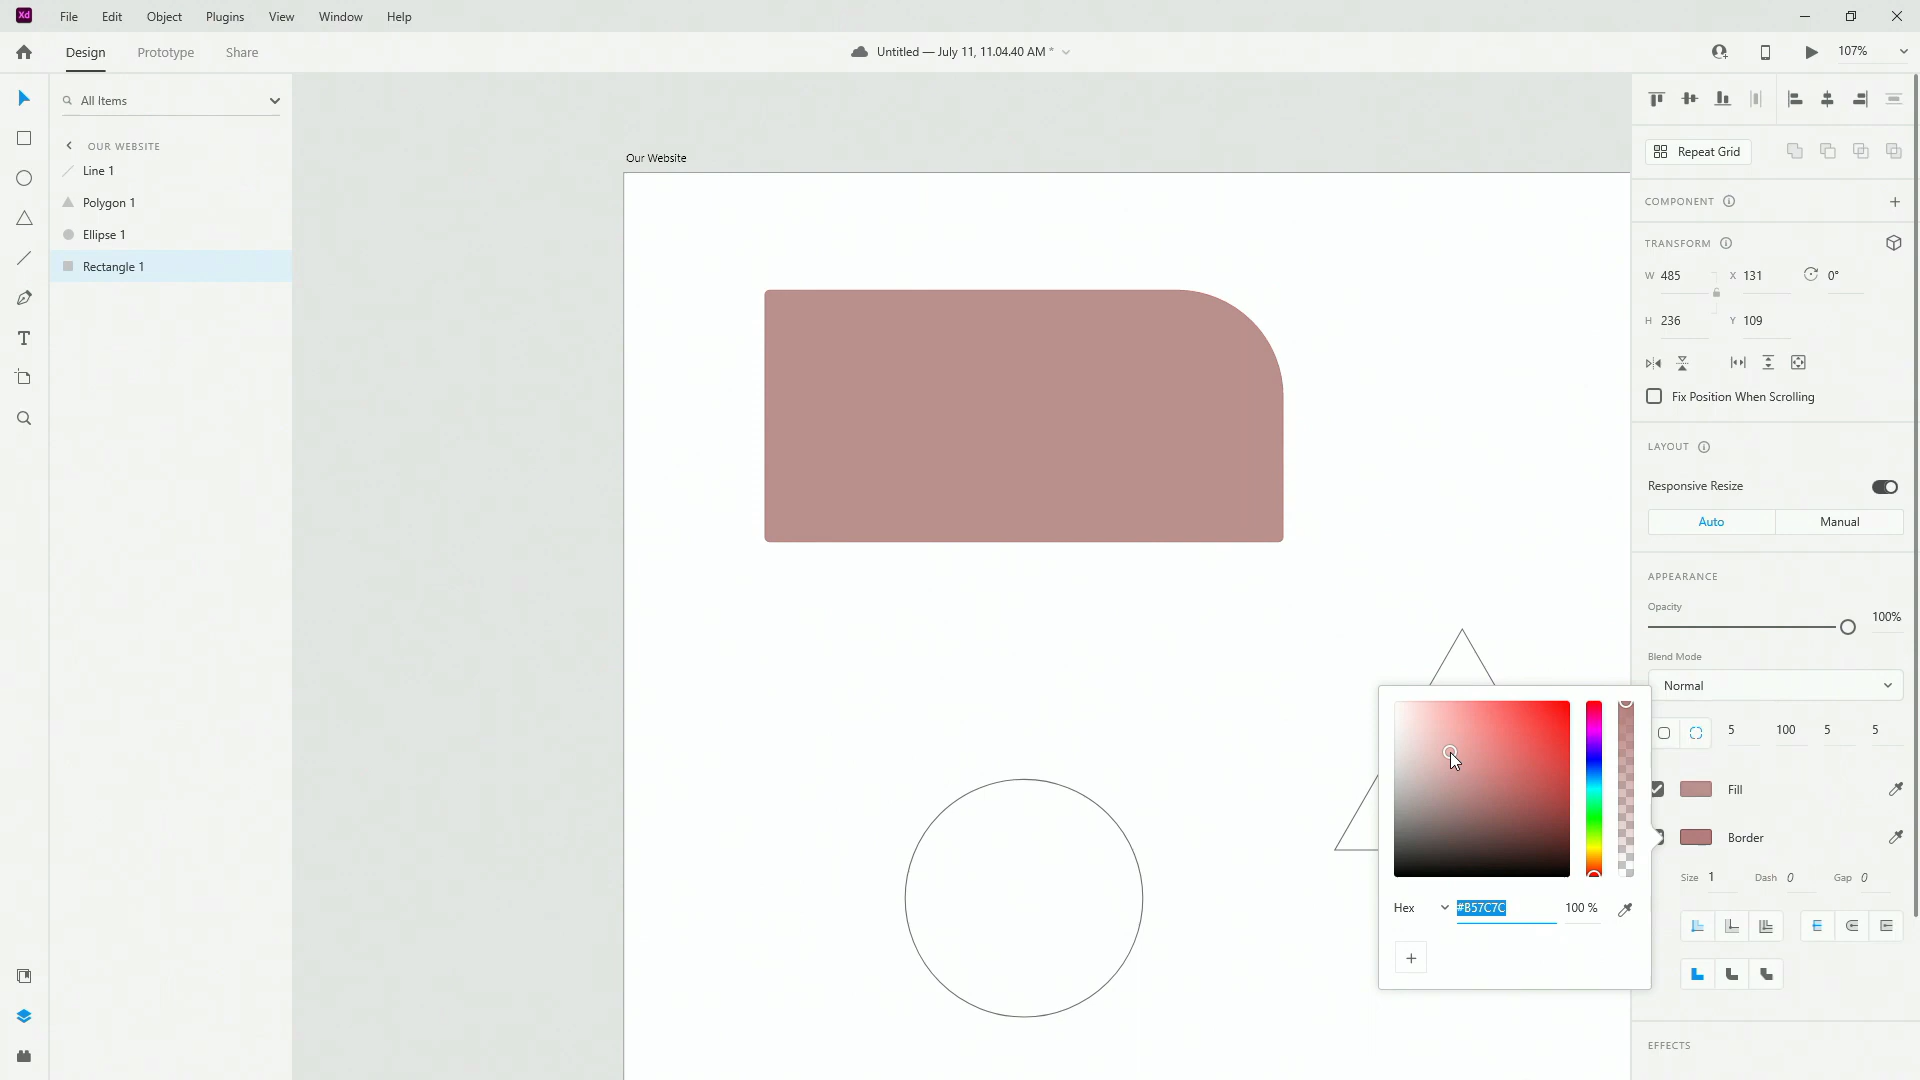 Xd File Edit Object Plugins View Window Help
Design Prototype Share Untitled — July 11, 11.04.40 AM * 107%
All Items
OUR WEBSITE
Line 1
Polygon 1
Ellipse 1
Rectangle 1
Our Website
Repeat Grid
COMPONENT
TRANSFORM
W 485 X 131 0°
H 236 Y 109
Fix Position When Scrolling
LAYOUT
Responsive Resize
Auto Manual
APPEARANCE
Opacity
100%
Blend Mode
Normal
5 100 5 5
Fill
Border
Size 1 Dash 0 Gap 0
Hex #B57C7C 100 %
EFFECTS